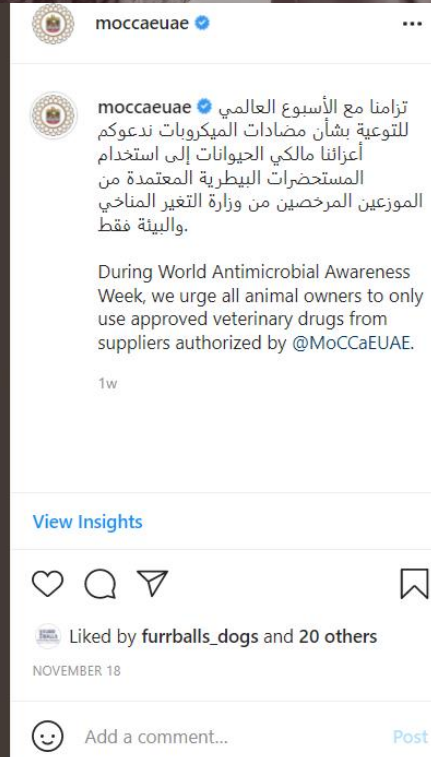 moccaeuae
moccaeuae تزامنا مع الأسبوع العالمي
للتوعية بشأن مضادات الميكروبات ندعوكم
أعزائنا مالكي الحيوانات إلى استخدام
المستحضرات البيطرية المعتمدة من
الموزعين المرخصين من وزارة التغير المناخي
والبيئة فقط.
During World Antimicrobial Awareness
Week, we urge all animal owners to only
use approved veterinary drugs from
suppliers authorized by @MoCCaEUAE.
1w
View Insights
Liked by furrballs_dogs and 20 others
NOVEMBER 18
Add a comment...
Post